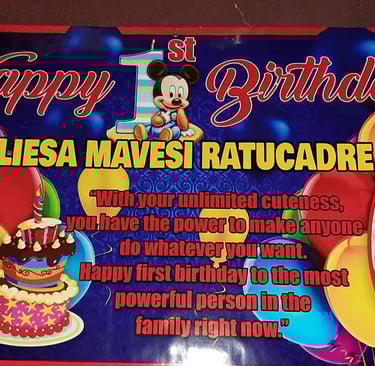 appy 1st Birthda
LIESA MAVESI RATUCADRE
“With your unlimited cuteness,
you have the power to make anyone
do whatever you want.
Happy first birthday to the most
powerful person in the
family right now.”